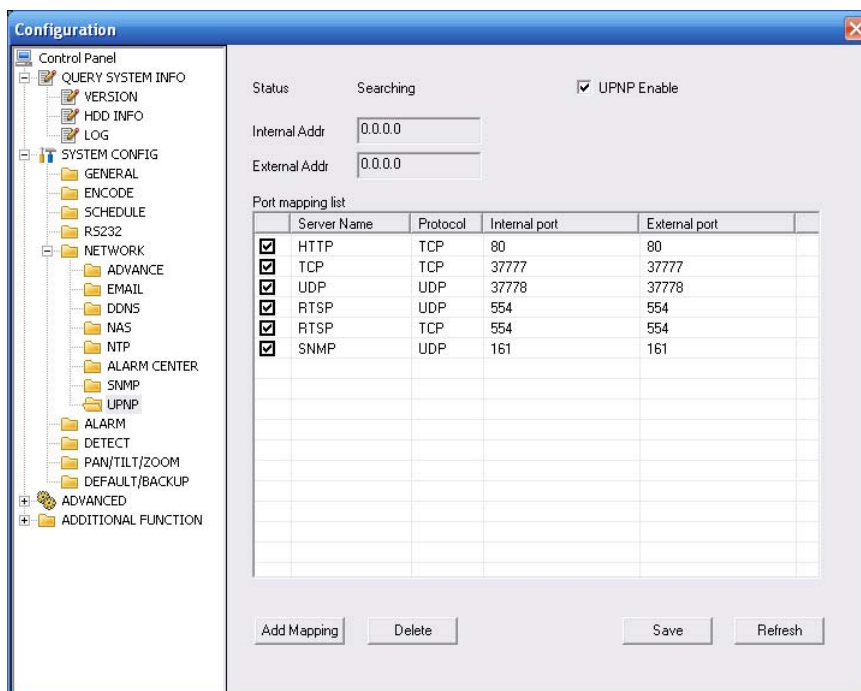 Configuration
Control Panel
QUERY SYSTEM INFO
VERSION
HDD INFO
LOG
SYSTEM CONFIG
GENERAL
ENCODE
SCHEDULE
RS232
NETWORK
ADVANCE
EMAIL
DDNS
NAS
NTP
ALARM CENTER
SNMP
UPNP
ALARM
DETECT
PAN/TILT/ZOOM
DEFAULT/BACKUP
ADVANCED
ADDITIONAL FUNCTION
Status Searching UPNP Enable
Internal Addr 0.0.0.0
External Addr 0.0.0.0
Port mapping list
Server Name Protocol Internal port External port
HTTP TCP 80 80
TCP TCP 37777 37777
UDP UDP 37778 37778
RTSP UDP 554 554
RTSP TCP 554 554
SNMP UDP 161 161
Add Mapping Delete Save Refresh